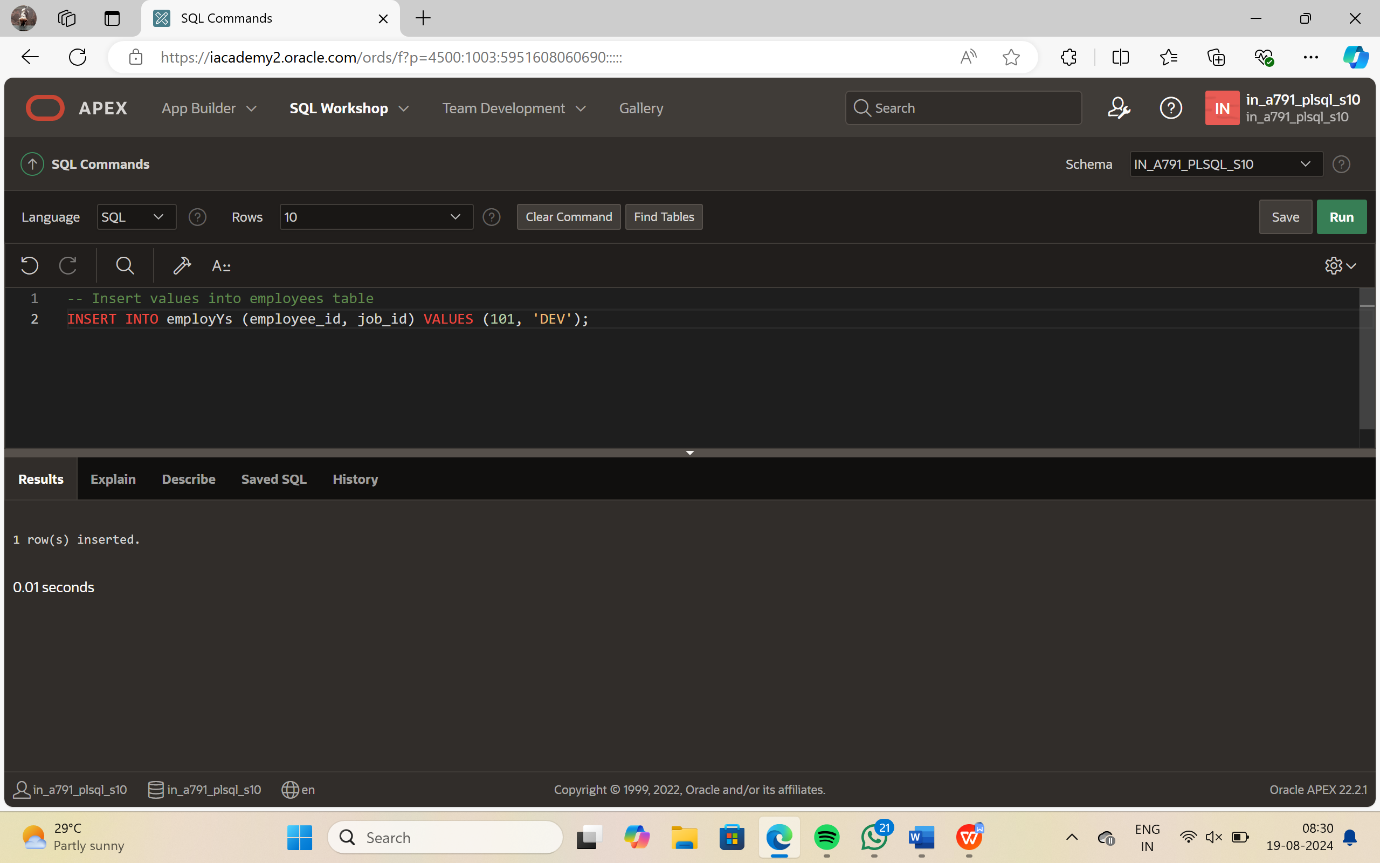 SQL Commands
https://iacademy2.oracle.com/ords/f?p=4500:1003:5951608060690:::::
APEX App Builder SQL Workshop Team Development Gallery Search IN in_a791_plsql_s10
in_a791_plsql_s10
SQL Commands Schema IN_A791_PLSQL_S10
Language SQL Rows 10 Clear Command Find Tables Save Run
1 -- Insert values into employees table
2 INSERT INTO employYs (employee_id, job_id) VALUES (101, 'DEV');
Results Explain Describe Saved SQL History
1 row(s) inserted.
0.01 seconds
in_a791_plsql_s10 in_a791_plsql_s10 en Copyright © 1999, 2022, Oracle and/or its affiliates. Oracle APEX 22.2.1
29°C
Partly sunny
Search
21
W
ENG
IN
08:30
19-08-2024